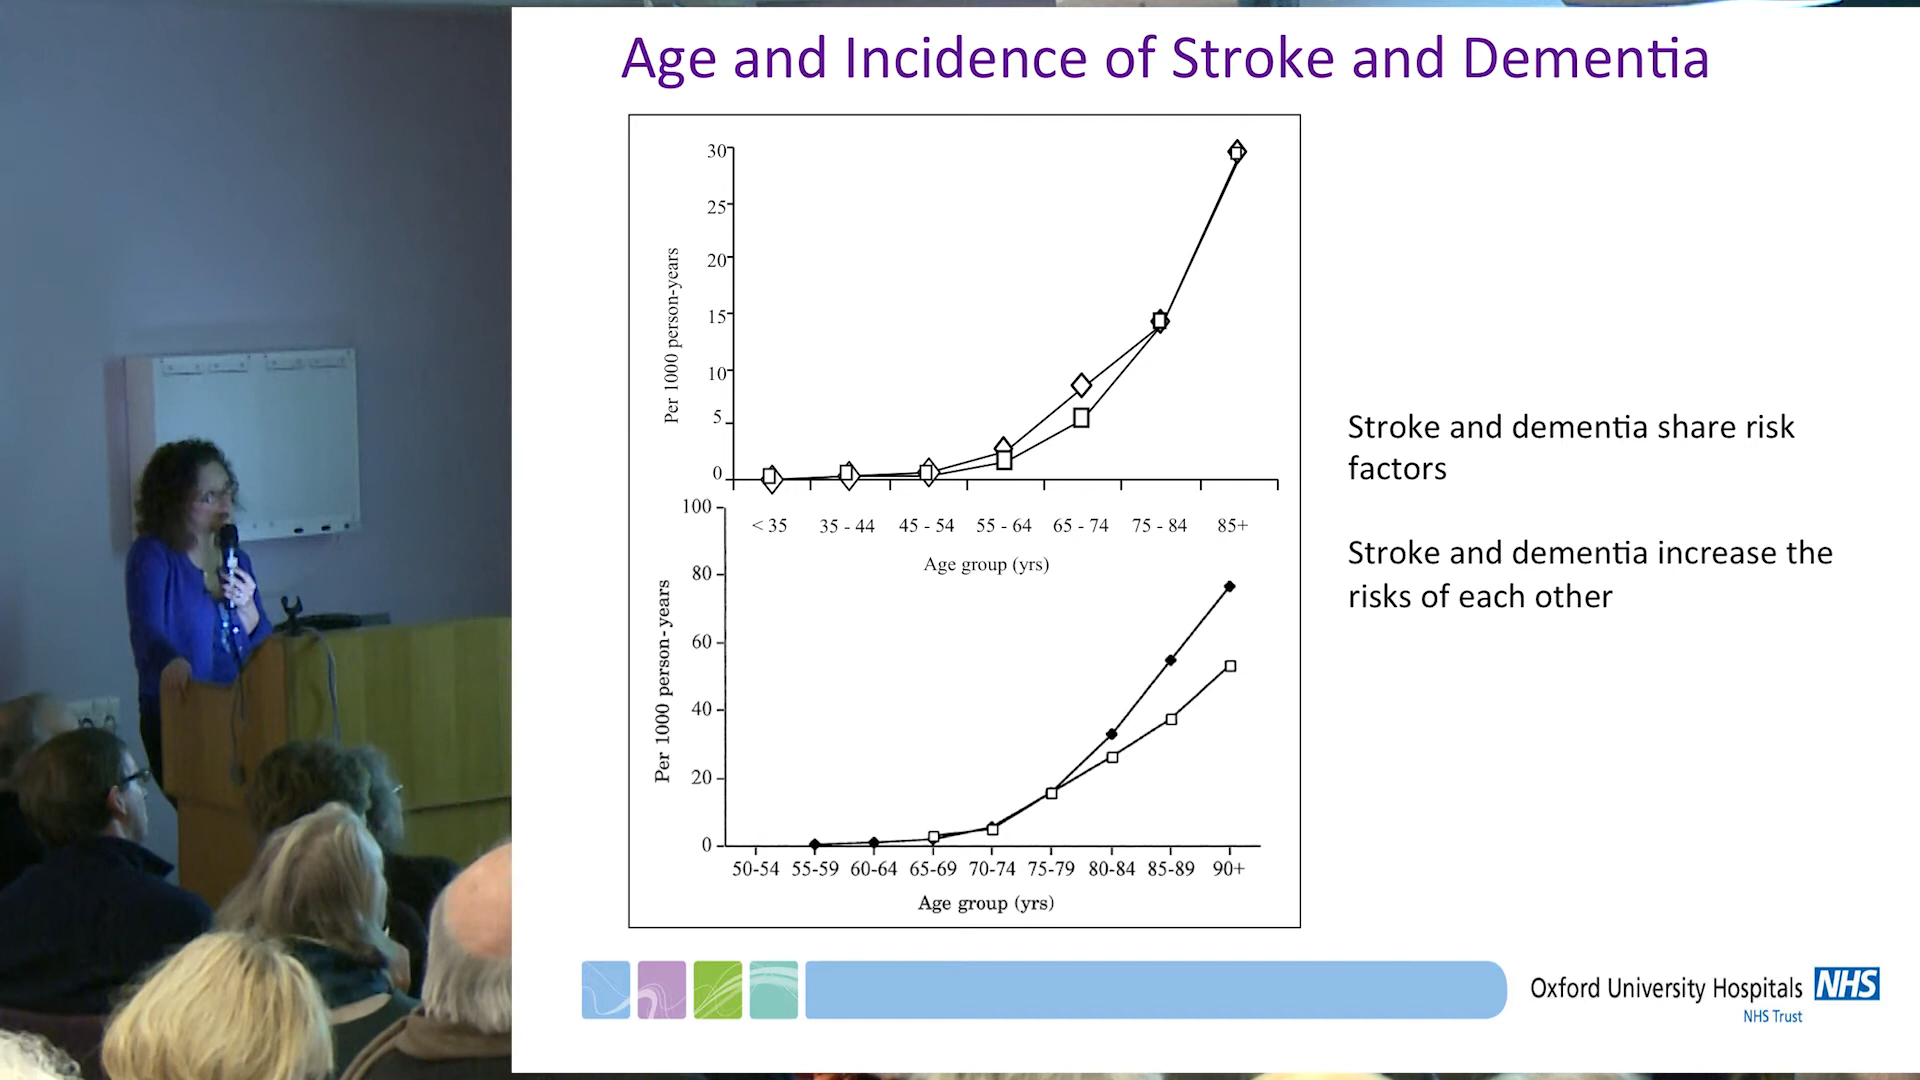 Age and Incidence of Stroke and Dementia
30
25
20
15
10
5
0
Per 1000 person-years
< 35 35 - 44 45 - 54 55 - 64 65 - 74 75 - 84 85+
Age group (yrs)
100
80
60
40
20
0
Per 1000 person-years
50-54 55-59 60-64 65-69 70-74 75-79 80-84 85-89 90+
Age group (yrs)
Stroke and dementia share risk
factors
Stroke and dementia increase the
risks of each other
Oxford University Hospitals NHS
NHS Trust